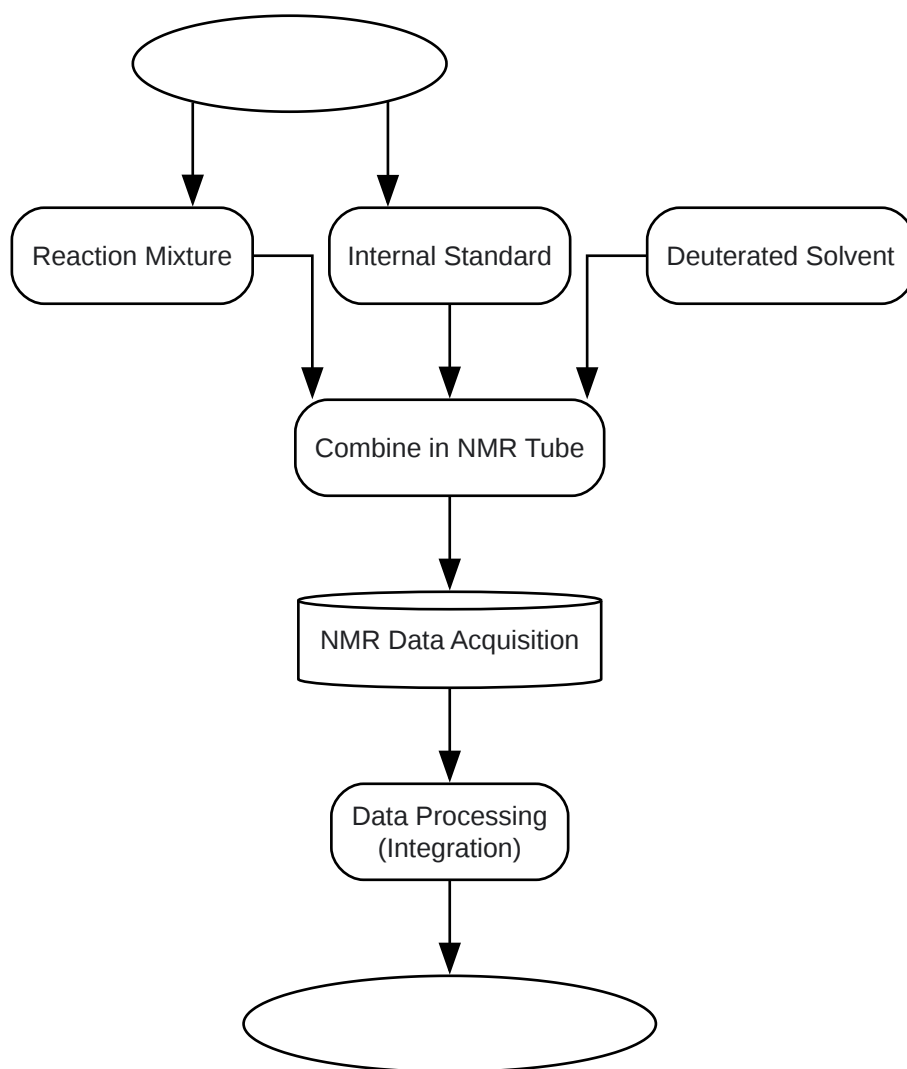 Reaction Mixture
Internal Standard
Deuterated Solvent
Combine in NMR Tube
NMR Data Acquisition
Data Processing
(Integration)